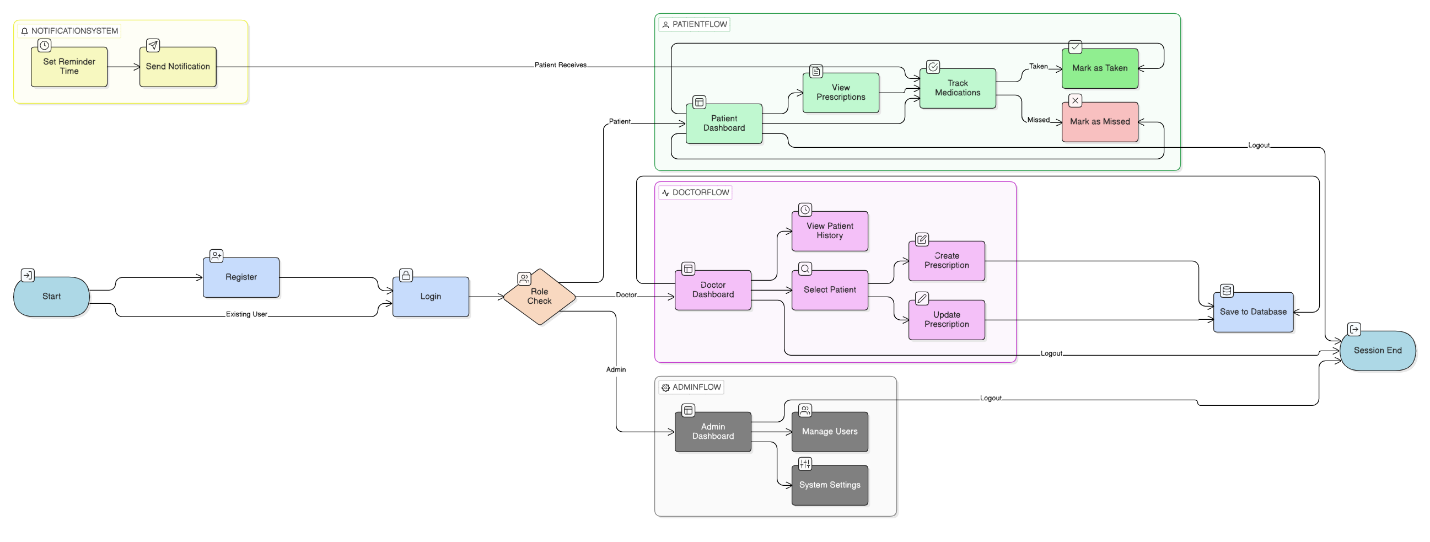 NOTIFICATIONSYSTEM
Set Reminder
Time
Send Notification
Patient Receives
PATIENTFLOW
Patient
Dashboard
View
Prescriptions
Track
Medications
Taken
Mark as Taken
Missed
Mark as Missed
Logout
Patient
DOCTORFLOW
View Patient
History
Doctor
Dashboard
Select Patient
Create
Prescription
Update
Prescription
Logout
Save to Database
Session End
Start
Register
Existing User
Login
Role
Check
Doctor
Admin
ADMINFLOW
Admin
Dashboard
Manage Users
System Settings
Logout